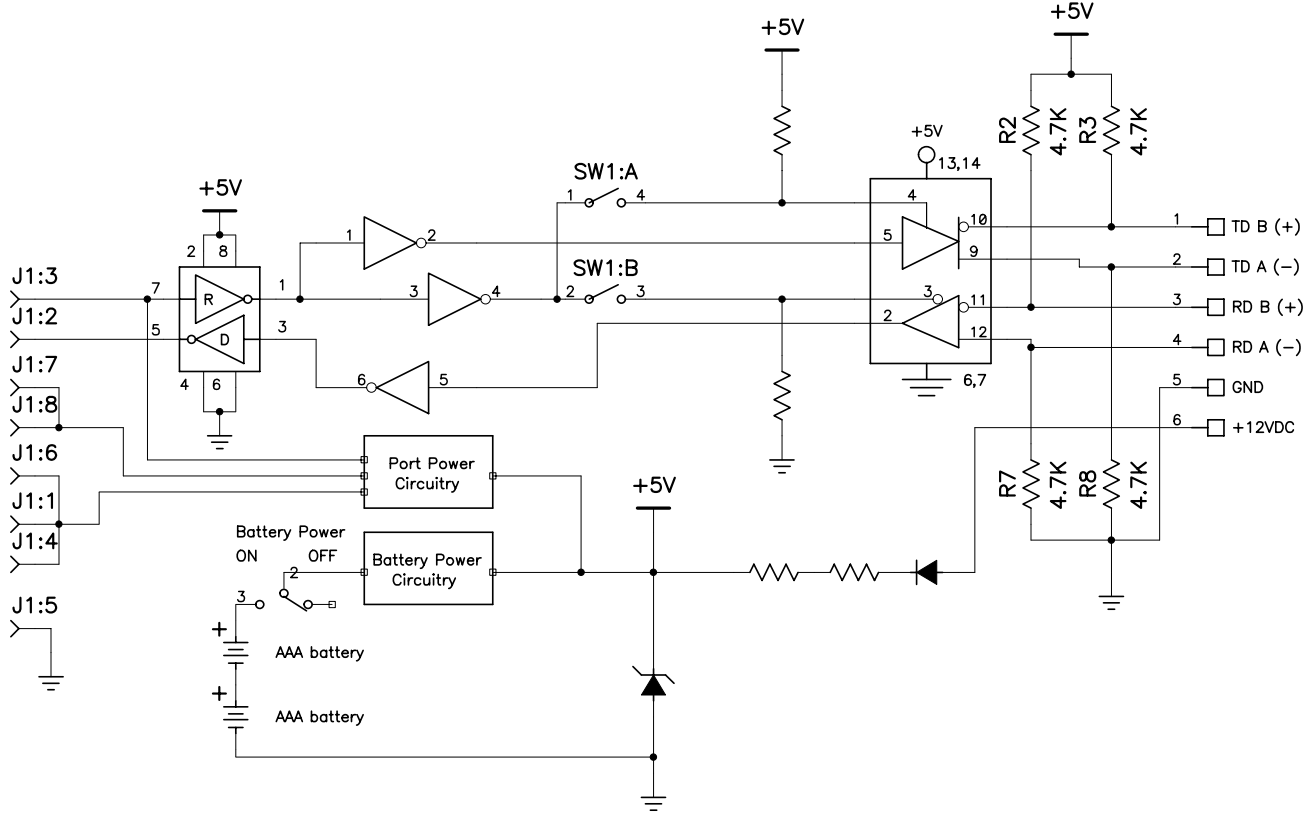 +5V
+5V
R2
4.7K
R3
4.7K
+5V
13,14
SW1:A
+5V
1
4
4
2
8
10
1
TD B (+)
1
2
5
9
2
TD A (-)
J1:3
SW1:B
7
R
1
3
4
2
3
3
11
3
RD B (+)
J1:2
5
D
3
2
12
4
RD A (-)
J1:7
4
6
6
5
6,7
5
GND
J1:8
6
+12VDC
J1:6
Port Power
Circuitry
R7
4.7K
R8
4.7K
+5V
J1:1
J1:4
Battery Power
ON
OFF
2
Battery Power
Circuitry
3
J1:5
+
AAA battery
+
AAA battery